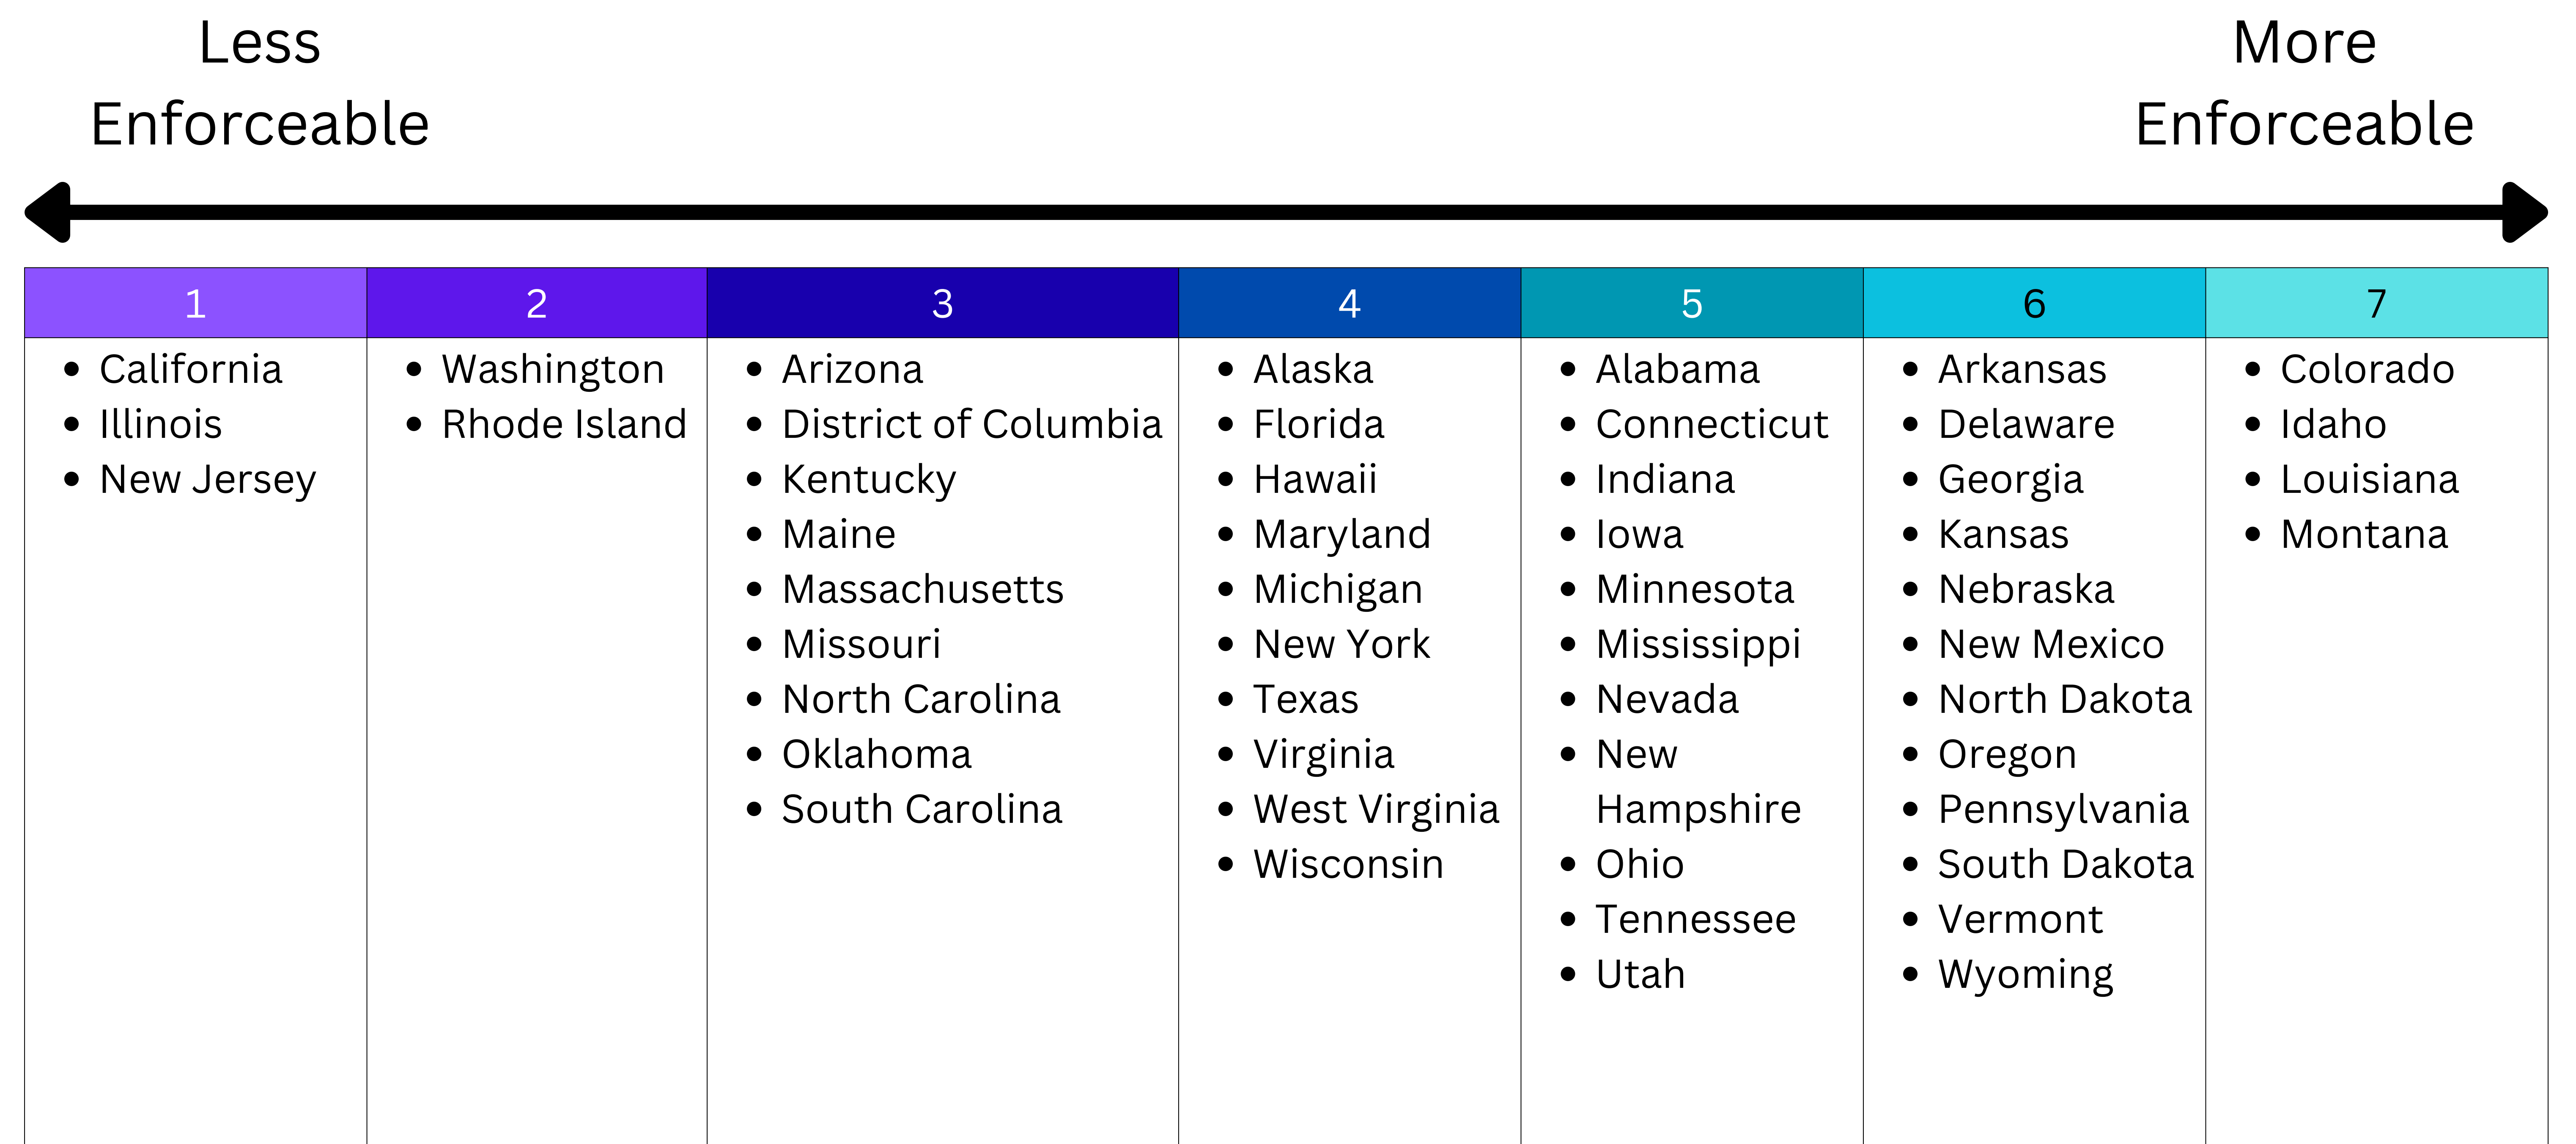 Less
Enforceable
More
Enforceable
1
2
3
4
5
6
7
• California
• Illinois
• New Jersey
• Washington
• Rhode Island
• Arizona
• District of Columbia
• Kentucky
• Maine
• Massachusetts
• Missouri
• North Carolina
• Oklahoma
• South Carolina
• Alaska
• Florida
• Hawaii
• Maryland
• Michigan
• New York
• Texas
• Virginia
• West Virginia
• Wisconsin
• Alabama
• Connecticut
• Indiana
• Iowa
• Minnesota
• Mississippi
• Nevada
• New
Hampshire
• Ohio
• Tennessee
• Utah
• Arkansas
• Delaware
• Georgia
• Kansas
• Nebraska
• New Mexico
• North Dakota
• Oregon
• Pennsylvania
• South Dakota
• Vermont
• Wyoming
• Colorado
• Idaho
• Louisiana
• Montana